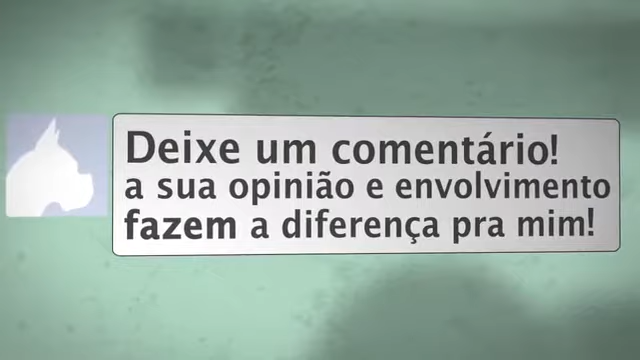 Deixe um comentário!
a sua opinião e envolvimento
fazem a diferença pra mim!